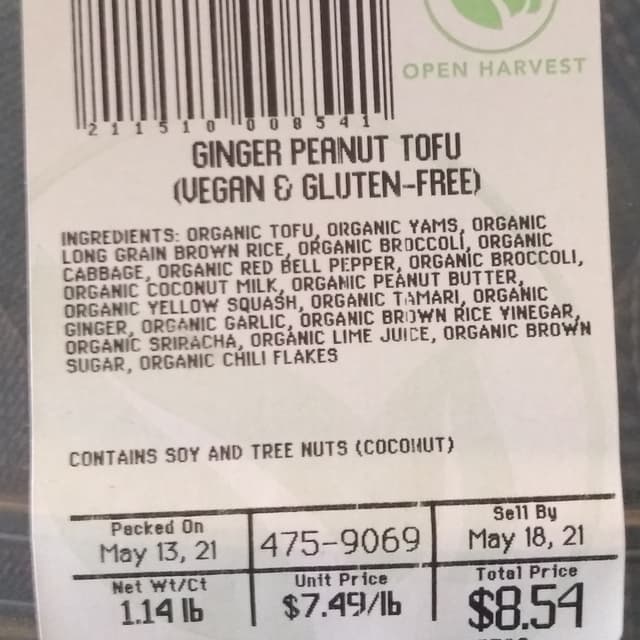 OPEN HARVEST
2 11510 008541
GINGER PEANUT TOFU
(VEGAN & GLUTEN-FREE)
INGREDIENTS: ORGANIC TOFU, ORGANIC YAMS, ORGANIC
LONG GRAIN BROWN RICE, ORGANIC BROCCOLI, ORGANIC
CABBAGE, ORGANIC RED BELL PEPPER, ORGANIC BROCCOLI,
ORGANIC COCONUT MILK, ORGANIC PEANUT BUTTER,
ORGANIC YELLOW SQUASH, ORGANIC TAMARI, ORGANIC
GINGER, ORGANIC GARLIC, ORGANIC BROWN RICE VINEGAR,
ORGANIC SRIRACHA, ORGANIC LIME JUICE, ORGANIC BROWN
SUGAR, ORGANIC CHILI FLAKES
CONTAINS SOY AND TREE NUTS (COCONUT)
Packed On
May 13, 21
475-9069
Sell By
May 18, 21
Net Wt/Ct
1.14 lb
Unit Price
$7.49/lb
Total Price
$8.54